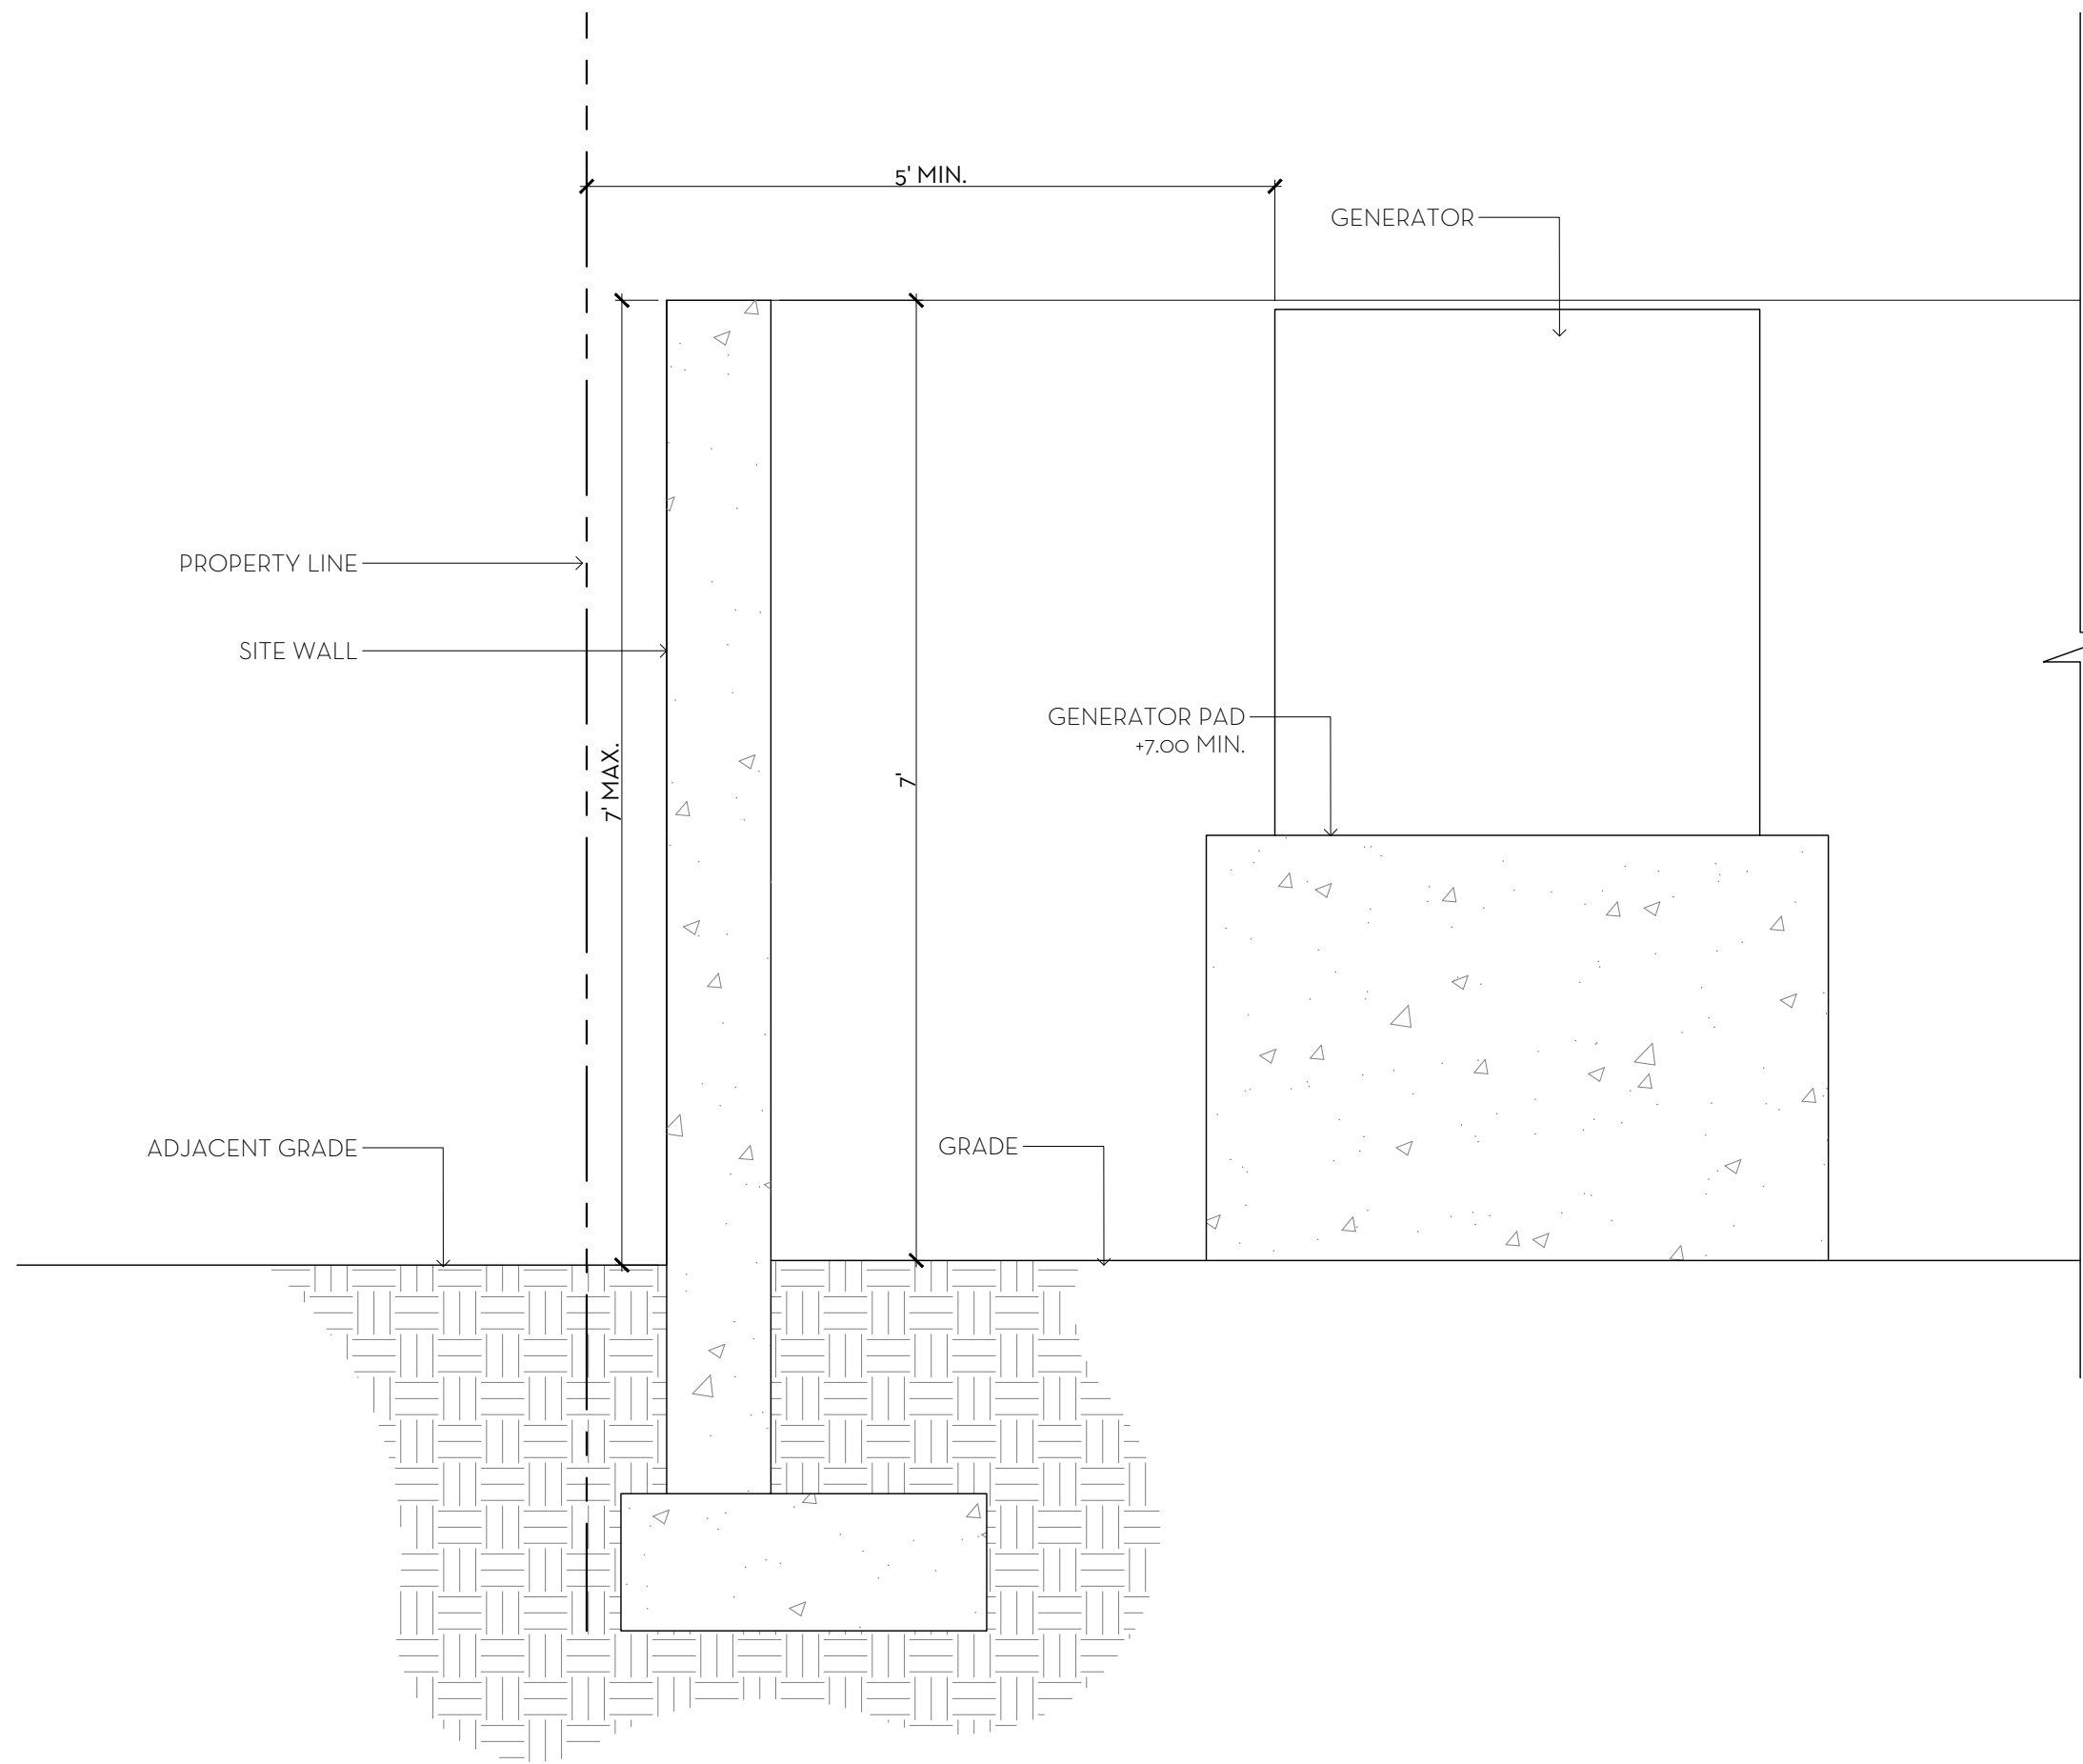 5' MIN.
GENERATOR
PROPERTY LINE
SITE WALL
GENERATOR PAD
+7.00 MIN.
7' MAX.
7'
ADJACENT GRADE
GRADE